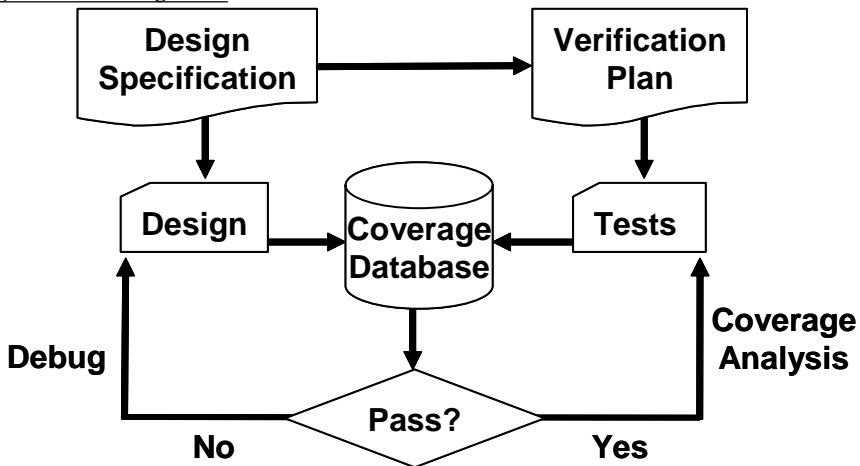 Design
Specification
Verification
Plan
Design
Coverage
Database
Tests
Debug
Coverage
Analysis
Pass?
No
Yes